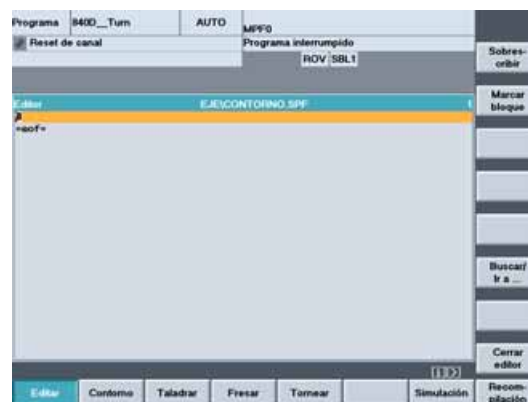 Programa 840D__Turn AUTO MPF0
Reset de canal
Programa interrumpido
ROV SBL1
Sobres-
cribir
Editor EJE\CONTORNO.SPF 1
Marcar
bloque
=eof=
Buscar/
Ir a ...
Cerrar
editor
Editar Contorno Taladrar Fresar Tornear Simulación
Recom-
pilación